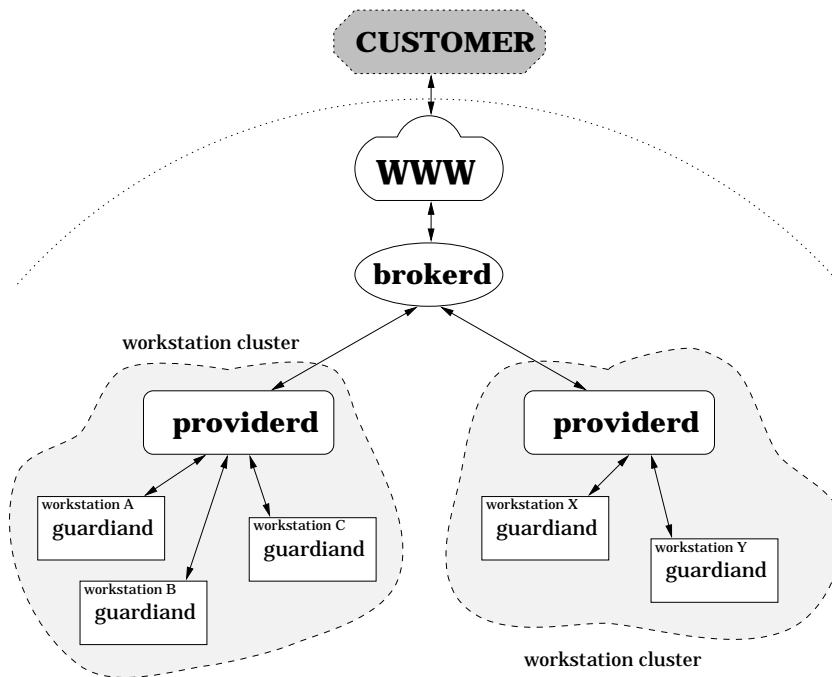 CUSTOMER
WWW
brokerd
workstation cluster
providerd
providerd
workstation A
guardiand
workstation C
guardiand
workstation B
guardiand
workstation X
guardiand
workstation Y
guardiand
workstation cluster